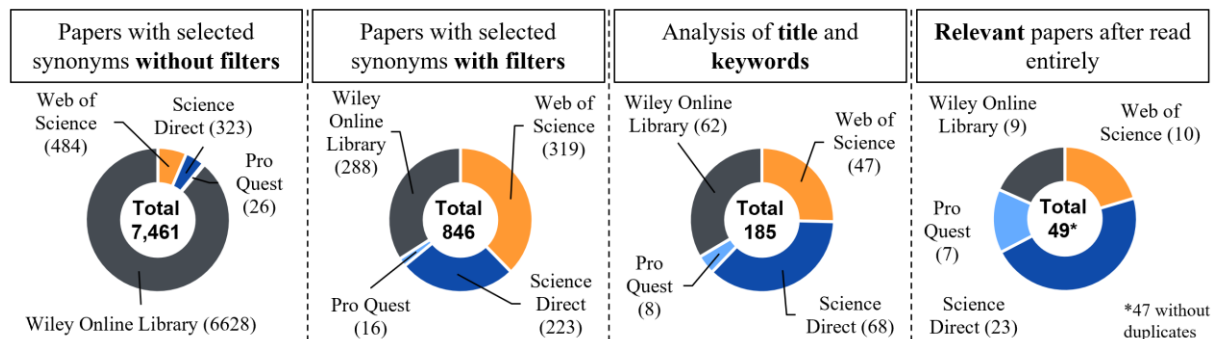 Papers with selected
synonyms without filters
Web of
Science
(484)
Science
Direct (323)
Pro
Quest
(26)
Total
7,461
Wiley Online Library (6628)
Papers with selected
synonyms with filters
Wiley
Online
Library
(288)
Web of
Science
(319)
Total
846
Pro Quest
(16)
Science
Direct
(223)
Analysis of title and
keywords
Wiley Online
Library (62)
Web of
Science
(47)
Total
185
Pro
Quest
(8)
Science
Direct (68)
Relevant papers after read
entirely
Wiley Online
Library (9)
Web of
Science (10)
Total
49*
Pro
Quest
(7)
Science
Direct (23)
*47 without
duplicates